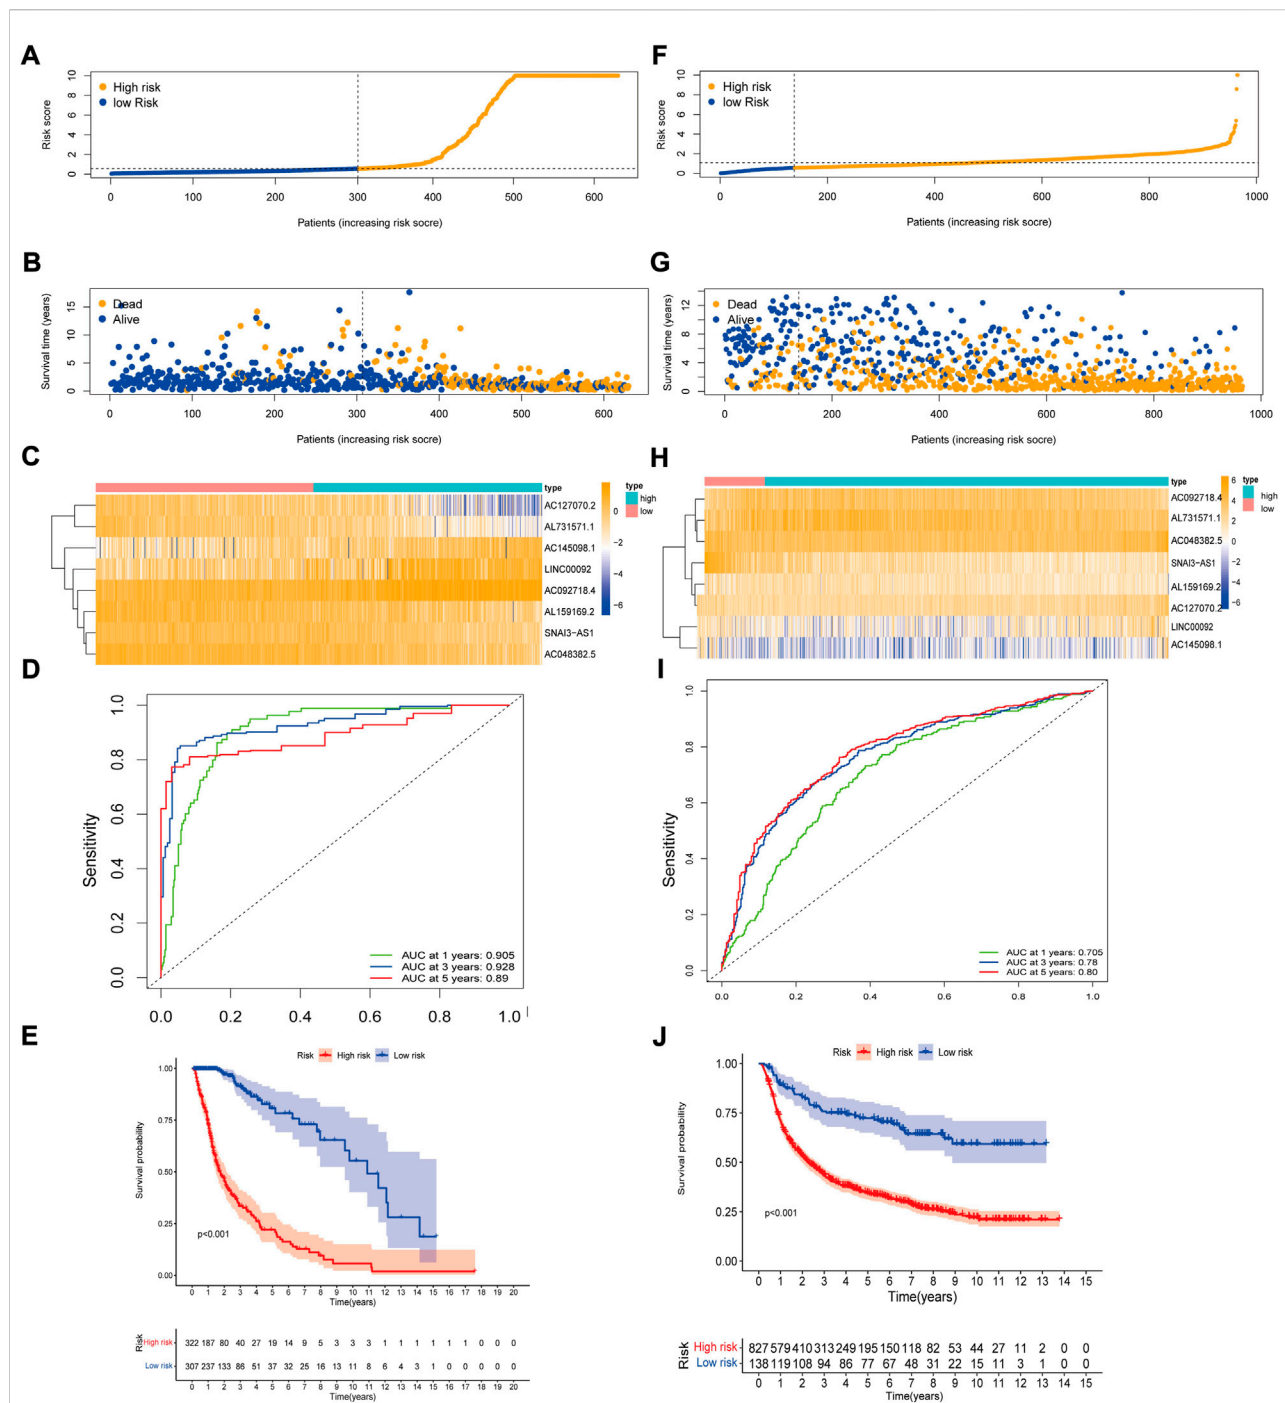 A
Risk score
10
8
6
4
2
0
High risk
low Risk
0 100 200 300 400 500 600
Patients (increasing risk socre)
F
Risk score
10
8
6
4
2
0
High risk
low Risk
0 200 400 600 800 1000
Patients (increasing risk socre)
B
Survival time (years)
15
10
5
0
Dead
Alive
0 100 200 300 400 500 600
Patients (increasing risk socre)
G
Survival time (years)
12
8
4
0
Dead
Alive
0 200 400 600 800 1000
Patients (increasing risk socre)
C
type
AC127070.2
AL731571.1
AC145098.1
LINC00092
AC092718.4
AL159169.2
SNAI3-AS1
AC048382.5
0
−2
−4
−6
type
high
low
H
type
AC092718.4
AL731571.1
AC048382.5
SNAI3-AS1
AL159169.2
AC127070.2
LINC00092
AC145098.1
6
4
2
0
−2
−4
−6
type
high
low
D
Sensitivity
1.0
0.8
0.6
0.4
0.2
0.0
AUC at 1 years: 0.905
AUC at 3 years: 0.928
AUC at 5 years: 0.89
0.0 0.2 0.4 0.6 0.8 1.0
I
Sensitivity
1.0
0.8
0.6
0.4
0.2
0.0
AUC at 1 years: 0.705
AUC at 3 years: 0.78
AUC at 5 years: 0.80
0.0 0.2 0.4 0.6 0.8 1.0
E
Risk High risk Low risk
Survival probability
1.00
0.75
0.50
0.25
0.00
p<0.001
0 1 2 3 4 5 6 7 8 9 10 11 12 13 14 15 16 17 18 19 20
Time(years)
Risk
High risk 322 187 80 40 27 19 14 9 5 3 3 3 1 1 1 1 1 1 0 0 0
Low risk 307 237 133 86 51 37 32 25 16 13 11 8 6 4 3 1 0 0 0 0 0
0 1 2 3 4 5 6 7 8 9 10 11 12 13 14 15 16 17 18 19 20
Time(years)
J
Risk High risk Low risk
Survival probability
1.00
0.75
0.50
0.25
0.00
p<0.001
0 1 2 3 4 5 6 7 8 9 10 11 12 13 14 15
Time(years)
Risk
High risk 827 579 410 313 249 195 150 118 82 53 44 27 11 2 0 0
Low risk 138 119 108 94 86 77 67 48 31 22 15 11 3 1 0 0
0 1 2 3 4 5 6 7 8 9 10 11 12 13 14 15
Time(years)